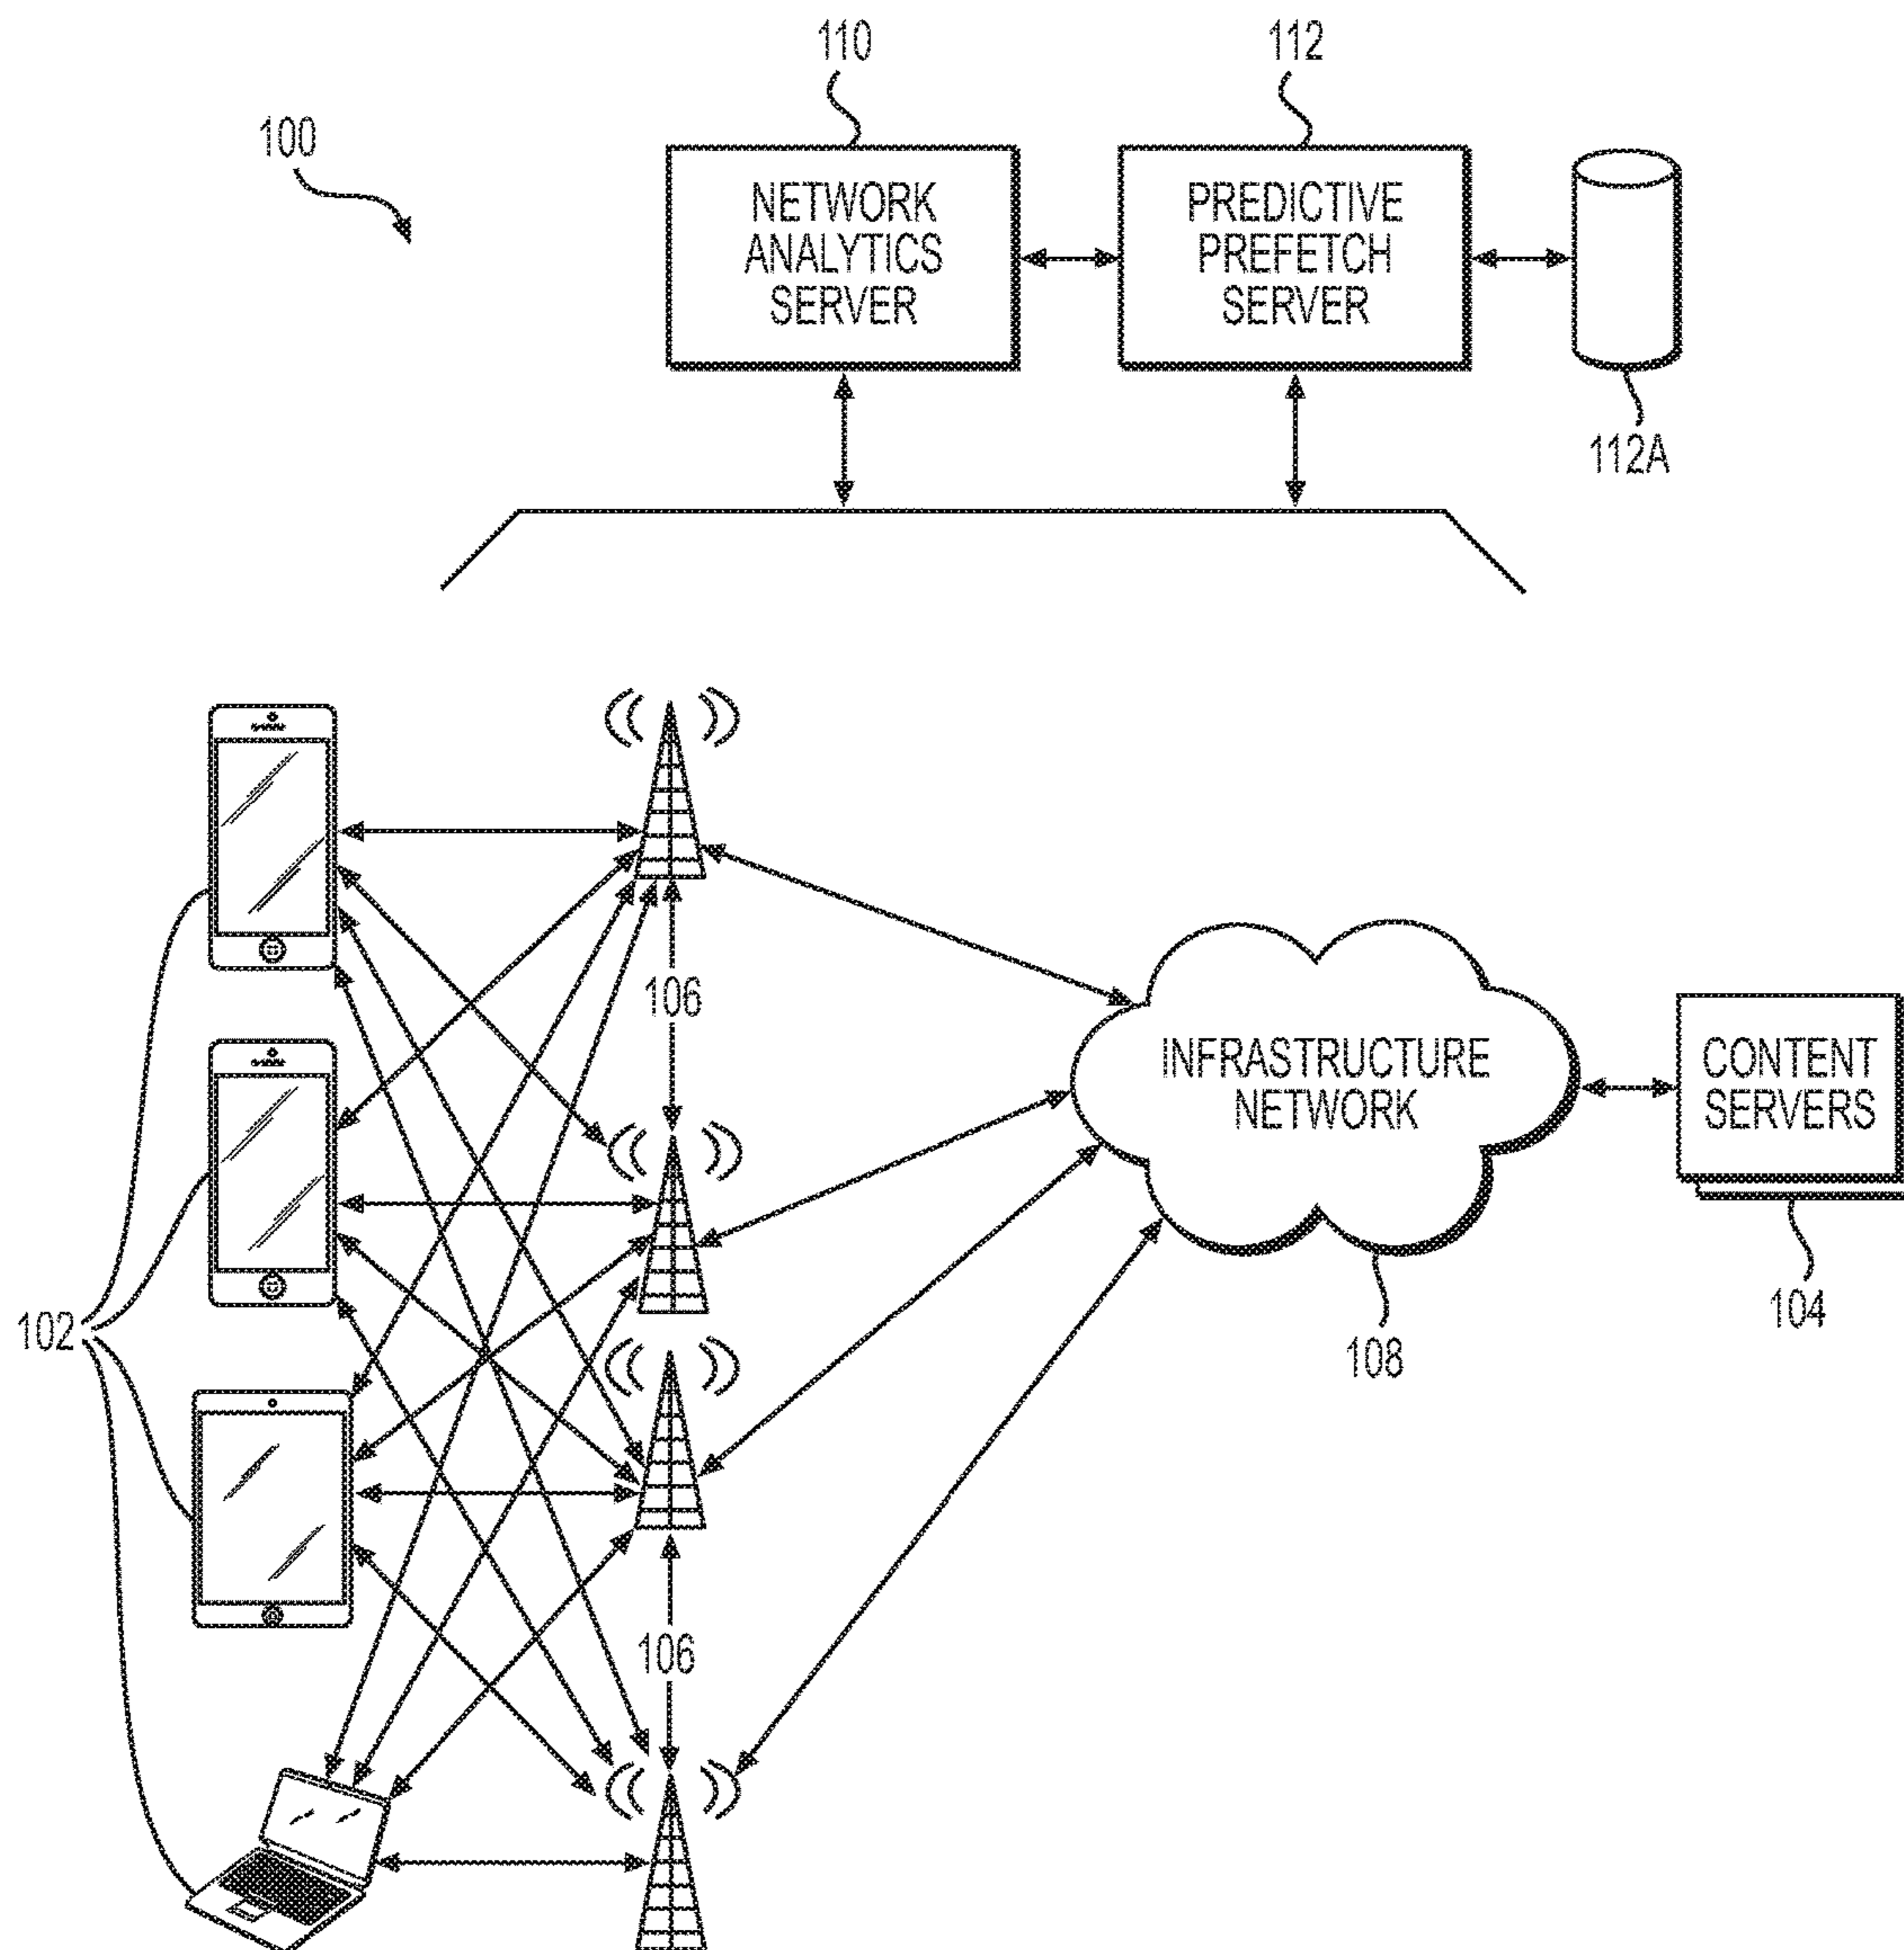 110
112
100
NETWORK
ANALYTICS
SERVER
PREDICTIVE
PREFETCH
SERVER
112A
106
INFRASTRUCTURE
NETWORK
CONTENT
SERVERS
102
104
108
106